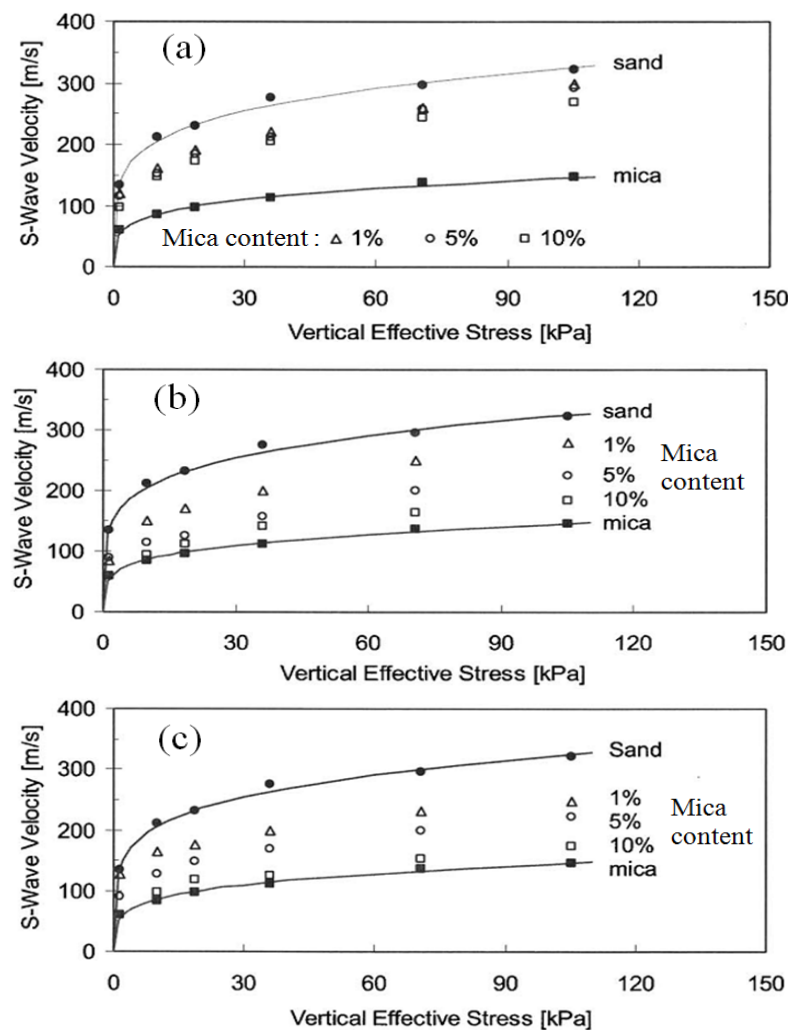 (a)
S-Wave Velocity [m/s]
400
300
200
100
0
sand
mica
Mica content : △ 1% ○ 5% □ 10%
0 30 60 90 120 150
Vertical Effective Stress [kPa]
(b)
S-Wave Velocity [m/s]
400
300
200
100
0
sand
1%
5%
10%
mica
Mica
content
0 30 60 90 120 150
Vertical Effective Stress [kPa]
(c)
S-Wave Velocity [m/s]
400
300
200
100
0
Sand
1%
5%
10%
mica
Mica
content
0 30 60 90 120 150
Vertical Effective Stress [kPa]